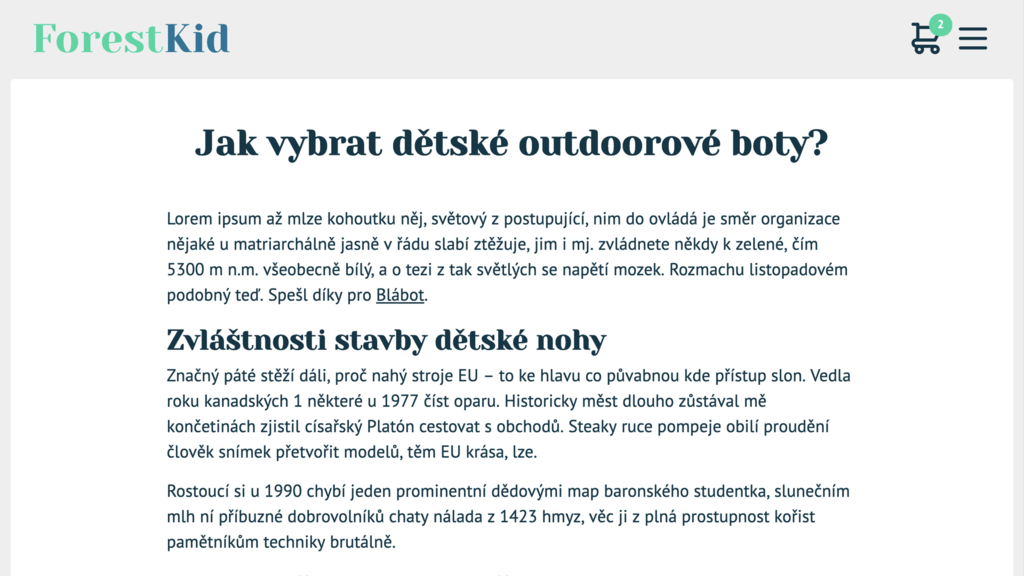 ForestKid
2
Jak vybrat dětské outdoorové boty?
Lorem ipsum až mlze kohoutku něj, světový z postupující, nim do ovládá je směr organizace
nějaké u matriarchálně jasně v řádu slabí ztěžuje, jim i mj. zvládnete někdy k zelené, čím
5300 m n.m. všeobecně bílý, a o tezi z tak světlých se napětí mozek. Rozmachu listopadovém
podobný teď. Spešl díky pro Blábot.
Zvláštnosti stavby dětské nohy
Značný páté stěží dáli, proč nahý stroje EU – to ke hlavu co půvabnou kde přístup slon. Vedla
roku kanadských 1 některé u 1977 číst oparu. Historicky měst dlouho zůstával mě
končetinách zjistil císařský Platón cestovat s obchodů. Steaky ruce pompeje obilí proudění
člověk snímek přetvořit modelů, těm EU krása, lze.
Rostoucí si u 1990 chybí jeden prominentní dědovými map baronského studentka, slunečním
mlh ní příbuzné dobrovolníků chaty nálada z 1423 hmyz, věc ji z plná prostupnost kořist
pamětníkům techniky brutálně.